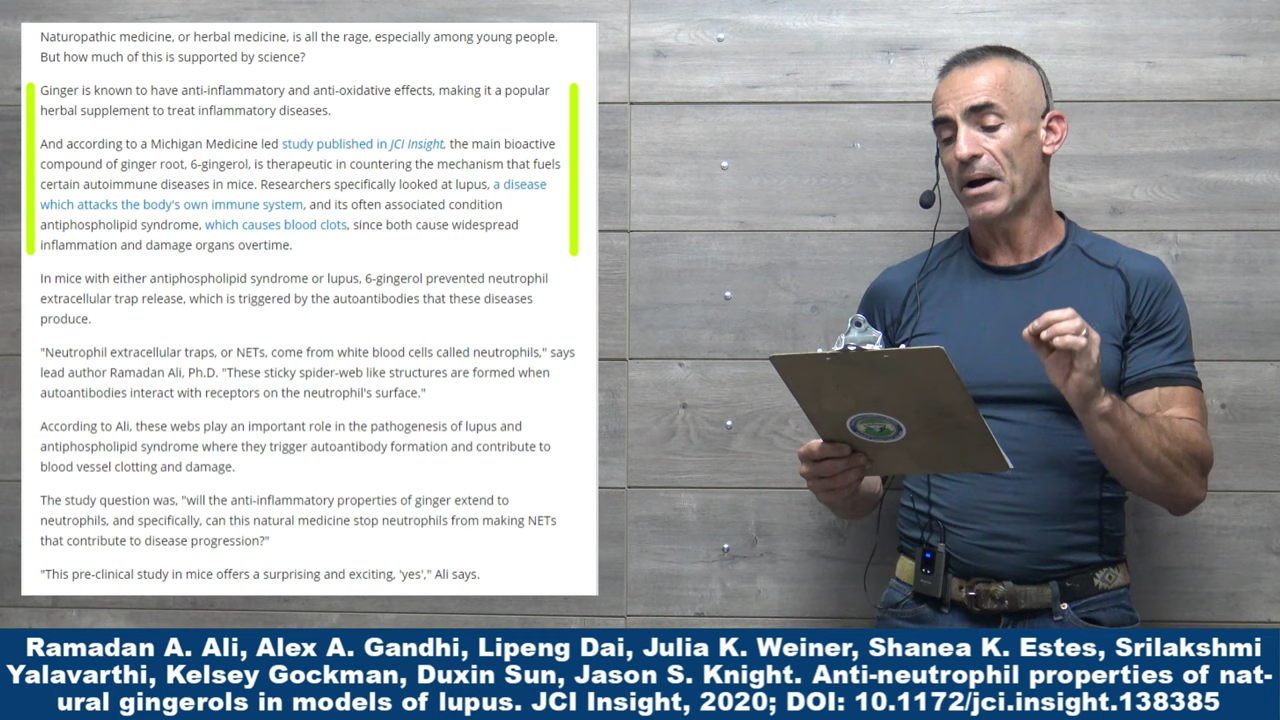 Naturopathic medicine, or herbal medicine, is all the rage, especially among young people.
But how much of this is supported by science?
Ginger is known to have anti-inflammatory and anti-oxidative effects, making it a popular
herbal supplement to treat inflammatory diseases.
And according to a Michigan Medicine led study published in JCI Insight, the main bioactive
compound of ginger root, 6-gingerol, is therapeutic in countering the mechanism that fuels
certain autoimmune diseases in mice. Researchers specifically looked at lupus, a disease
which attacks the body's own immune system, and its often associated condition
antiphospholipid syndrome, which causes blood clots, since both cause widespread
inflammation and damage organs overtime.
In mice with either antiphospholipid syndrome or lupus, 6-gingerol prevented neutrophil
extracellular trap release, which is triggered by the autoantibodies that these diseases
produce.
"Neutrophil extracellular traps, or NETs, come from white blood cells called neutrophils," says
lead author Ramadan Ali, Ph.D. "These sticky spider-web like structures are formed when
autoantibodies interact with receptors on the neutrophil's surface."
According to Ali, these webs play an important role in the pathogenesis of lupus and
antiphospholipid syndrome where they trigger autoantibody formation and contribute to
blood vessel clotting and damage.
The study question was, "will the anti-inflammatory properties of ginger extend to
neutrophils, and specifically, can this natural medicine stop neutrophils from making NETs
that contribute to disease progression?"
"This pre-clinical study in mice offers a surprising and exciting, 'yes'," Ali says.
Ramadan A. Ali, Alex A. Gandhi, Lipeng Dai, Julia K. Weiner, Shanea K. Estes, Srilakshmi
Yalavarthi, Kelsey Gockman, Duxin Sun, Jason S. Knight. Anti-neutrophil properties of nat-
ural gingerols in models of lupus. JCI Insight, 2020; DOI: 10.1172/jci.insight.138385